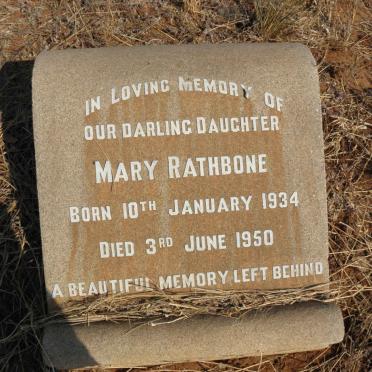 In Loving Memory of
our Darling Daughter
Mary Rathbone
Born 10th January 1934
Died 3rd June 1950
A Beautiful Memory Left Behind